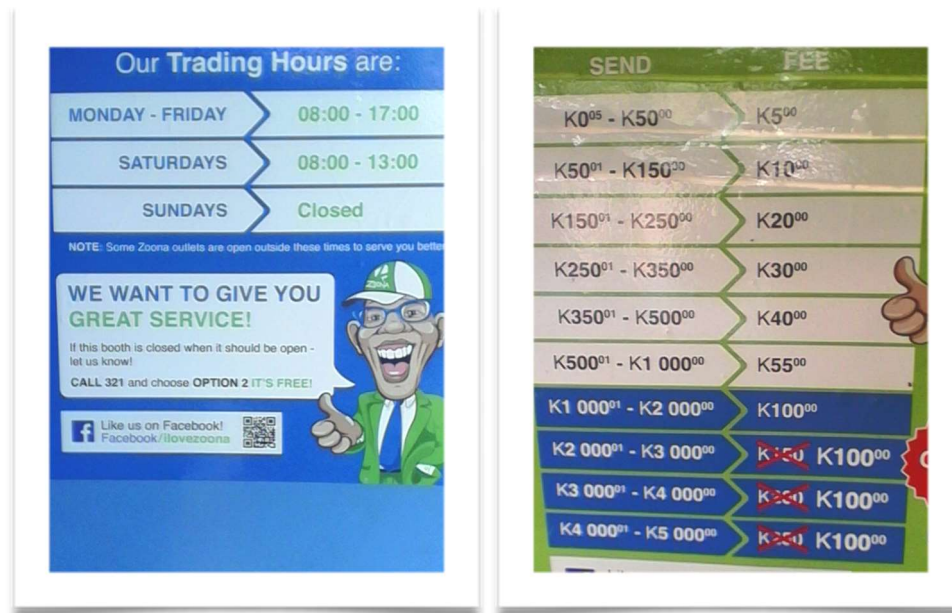 Our Trading Hours are:
MONDAY - FRIDAY 08:00 - 17:00
SATURDAYS 08:00 - 13:00
SUNDAYS Closed
NOTE: Some Zoona outlets are open outside these times to serve you better
WE WANT TO GIVE YOU
GREAT SERVICE!
If this booth is closed when it should be open -
let us know!
CALL 321 and choose OPTION 2 IT'S FREE!
Like us on Facebook!
Facebook/ilovezoona
ZOONA
SEND FEE
K0⁰⁵ - K50⁰⁰ K5⁰⁰
K50⁰¹ - K150⁰⁰ K10⁰⁰
K150⁰¹ - K250⁰⁰ K20⁰⁰
K250⁰¹ - K350⁰⁰ K30⁰⁰
K350⁰¹ - K500⁰⁰ K40⁰⁰
K500⁰¹ - K1 000⁰⁰ K55⁰⁰
K1 000⁰¹ - K2 000⁰⁰ K100⁰⁰
K2 000⁰¹ - K3 000⁰⁰ K100⁰⁰
K3 000⁰¹ - K4 000⁰⁰ K100⁰⁰
K4 000⁰¹ - K5 000⁰⁰ K100⁰⁰